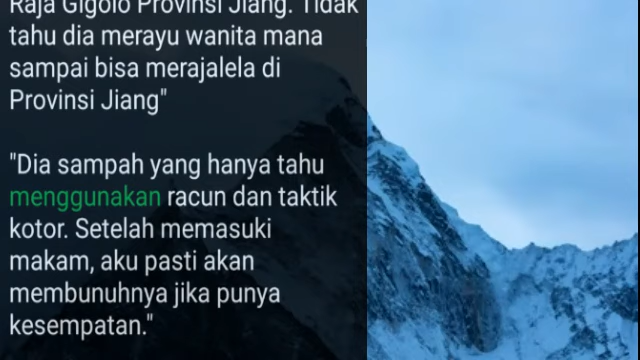 Raja Gigolo Provinsi Jiang. Tidak
tahu dia merayu wanita mana
sampai bisa merajalela di
Provinsi Jiang"
"Dia sampah yang hanya tahu
menggunakan racun dan taktik
kotor. Setelah memasuki
makam, aku pasti akan
membunuhnya jika punya
kesempatan."